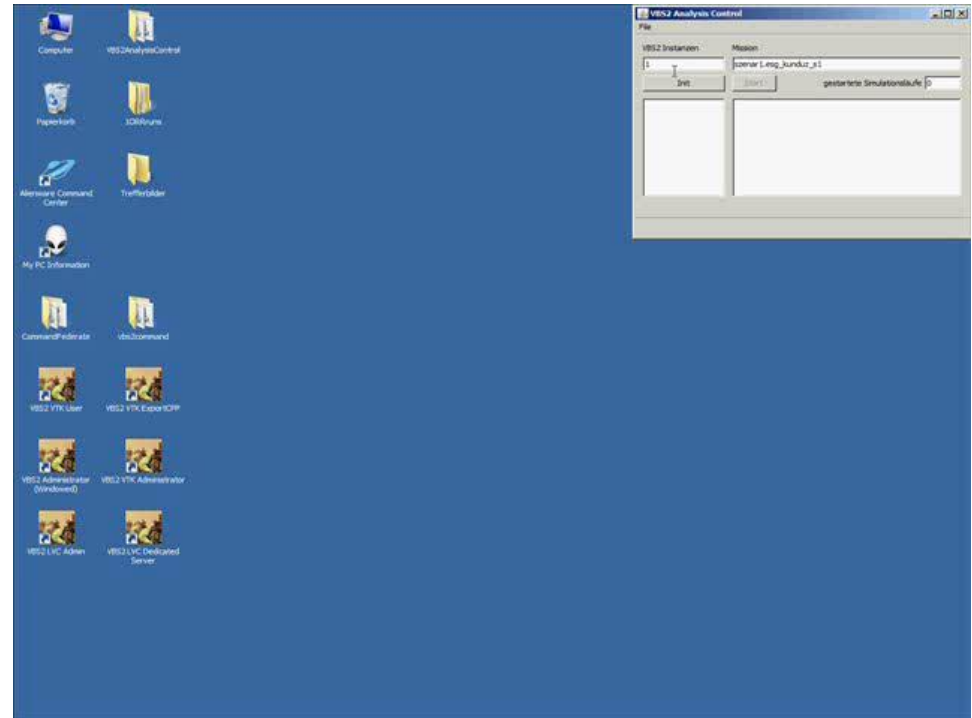 Computer
VBS2AnalysisControl
Papierkorb
Trefferbilder
Alienware Command
Center
My PC Information
CommandFederate
vbs2command
VBS2 VTK User
VBS2 VTK ExportCPP
VBS2 Administrator
(Windowed)
VBS2 VTK Administrator
VBS2 LVC Admin
VBS2 LVC Dedicated
Server
VBS2 Analysis Control
File
VBS2 Instanzen
Mission
1
szenar1.esg_kunduz_s1
Init
Start
gestartete Simulationsläufe
0